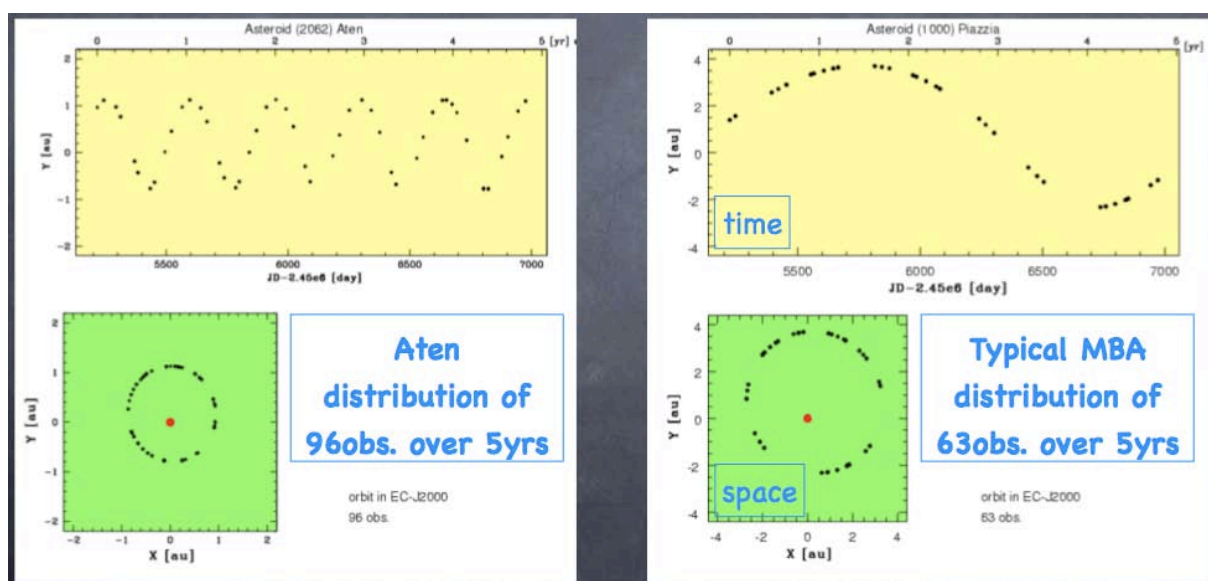 Asteroid (2062) Aten
0 1 2 3 4 5 [yr]
2
1
0
-1
-2
Y [au]
5500 6000 6500 7000
JD-2.45e6 [day]
2
1
0
-1
-2
Y [au]
-2 -1 0 1 2
X [au]
Aten
distribution of
96obs. over 5yrs
orbit in EC-J2000
96 obs.
Asteroid (1000) Piazzia
0 1 2 3 4 5 [yr]
4
2
0
-2
-4
Y [au]
time
5500 6000 6500 7000
JD-2.45e6 [day]
4
2
0
-2
-4
Y [au]
space
-4 -2 0 2 4
X [au]
Typical MBA
distribution of
63obs. over 5yrs
orbit in EC-J2000
63 obs.